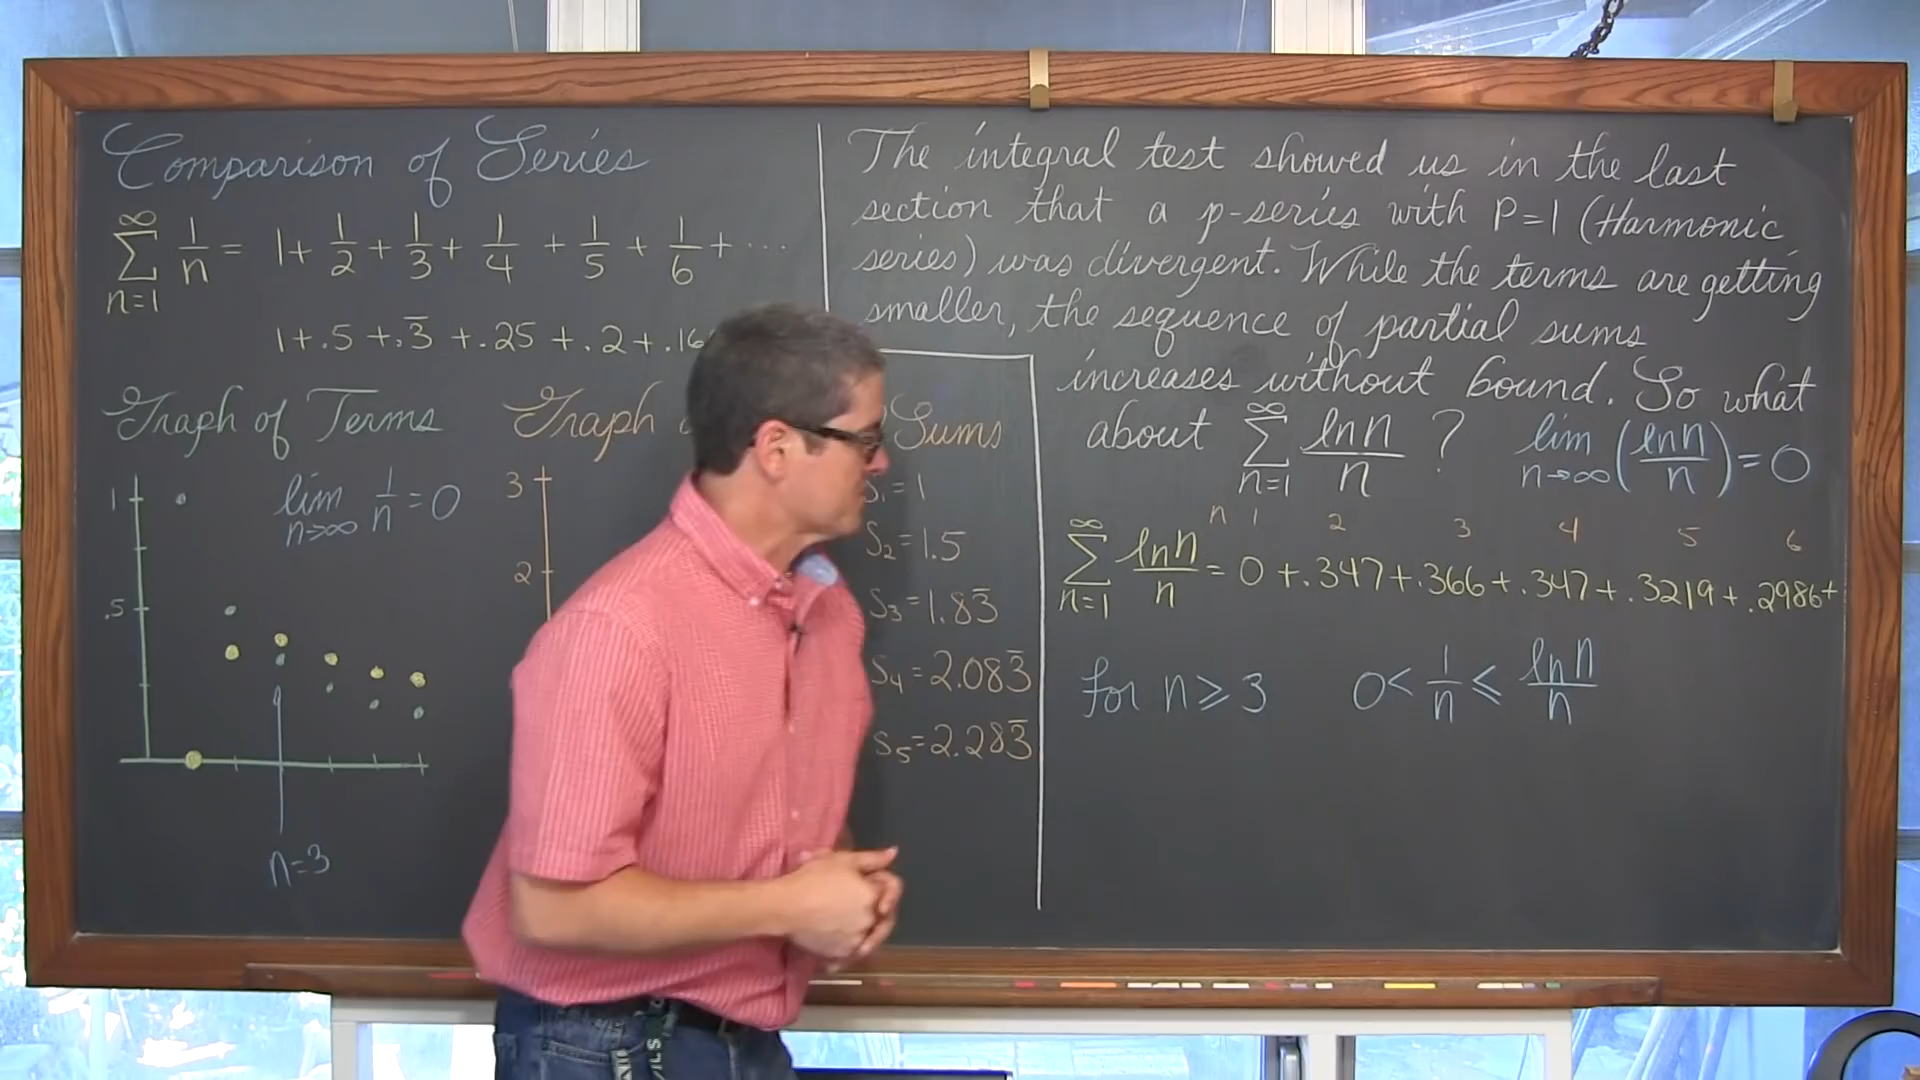 Comparison of Series
∞ ∑ n=1 1/n = 1 + 1/2 + 1/3 + 1/4 + 1/5 + 1/6 + ...
1 + .5 + .3̅ + .25 + .2 + .16
Graph of Terms
lim n→∞ 1/n = 0
1
.5
n=3
Graph Sums
3
2
S₁ = 1
S₂ = 1.5
S₃ = 1.83̅
S₄ = 2.083̅
S₅ = 2.283̅
The integral test showed us in the last
section that a p-series with P=1 (Harmonic
series) was divergent. While the terms are getting
smaller, the sequence of partial sums
increases without bound. So what
about ∞ ∑ n=1 ln n/n ? lim n→∞ (ln n/n) = 0
n 1 2 3 4 5 6
∞ ∑ n=1 ln n/n = 0 + .347 + .366 + .347 + .3219 + .2986 +
for n ≥ 3 0 < 1/n ≤ ln n/n